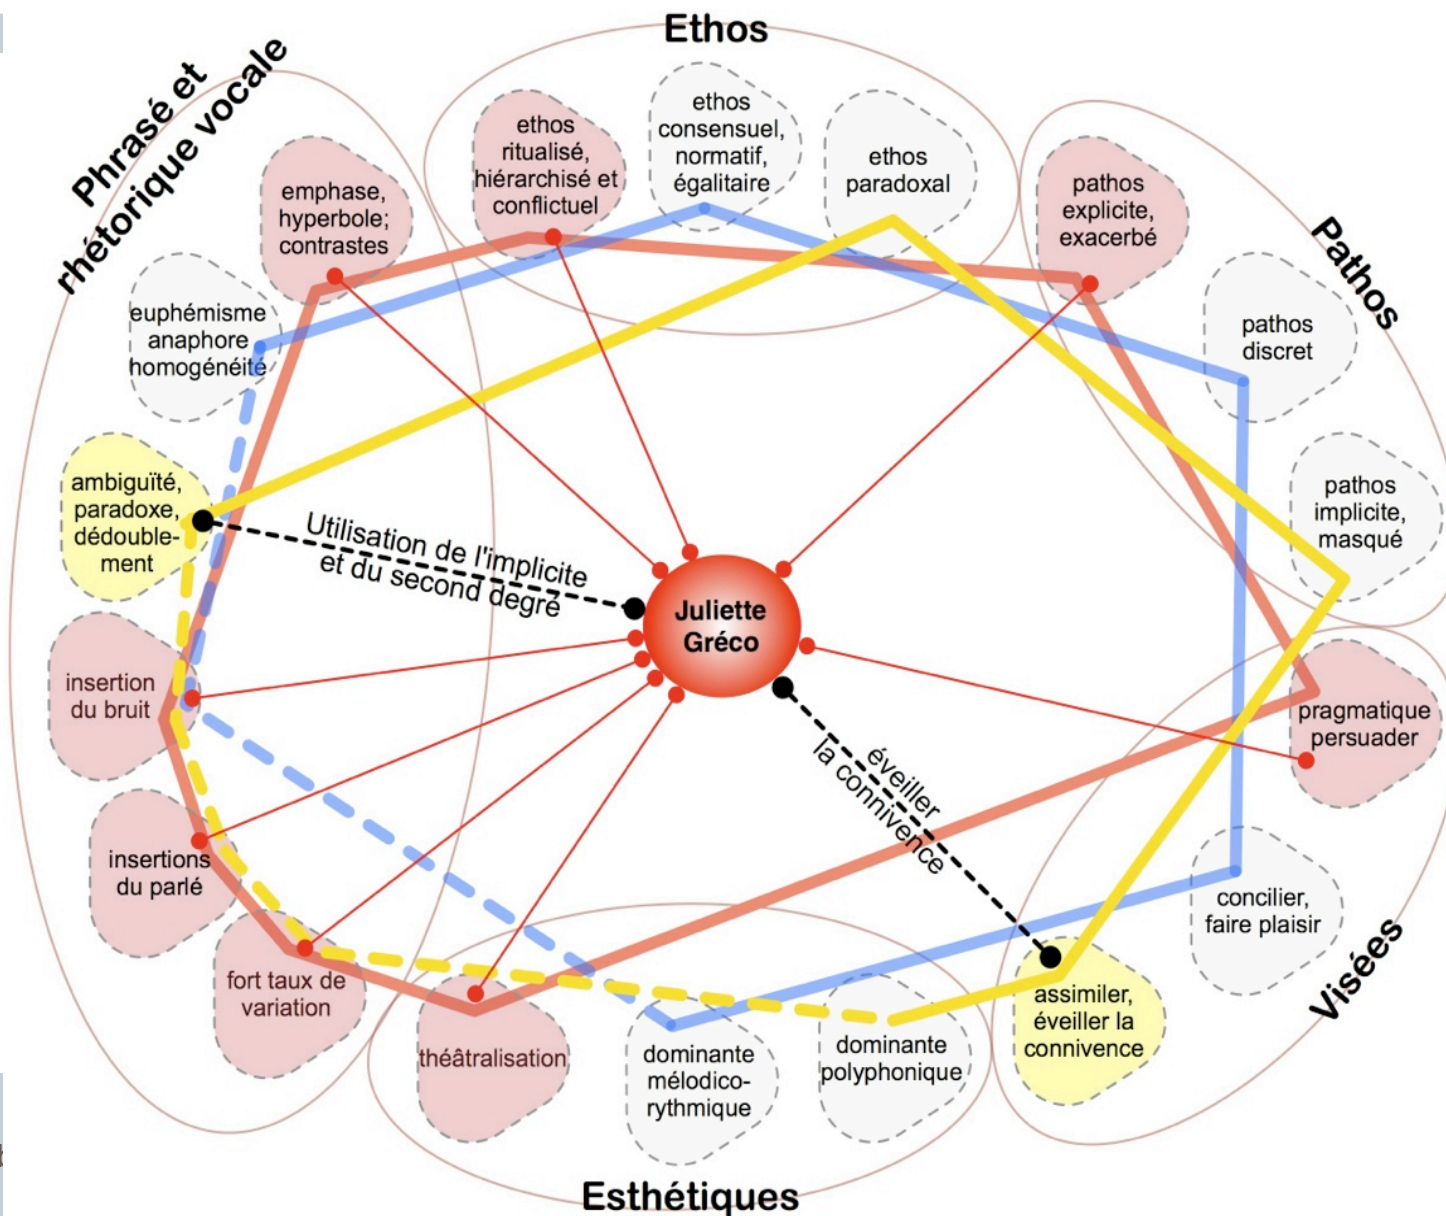 Ethos
Phrasé et
rhétorique vocale
Pathos
Visées
Esthétiques
ethos
ritualisé,
hiérarchisé et
conflictuel
ethos
consensuel,
normatif,
égalitaire
ethos
paradoxal
pathos
explicite,
exacerbé
pathos
discret
pathos
implicite,
masqué
pragmatique
persuader
concilier,
faire plaisir
assimiler,
éveiller la
connivence
dominante
polyphonique
dominante
mélodico-
rythmique
théâtralisation
fort taux de
variation
insertions
du parlé
insertion
du bruit
ambiguïté,
paradoxe,
dédouble-
ment
euphémisme
anaphore
homogénéité
emphase,
hyperbole;
contrastes
Utilisation de l'implicite
et du second degré
Juliette
Gréco
éveiller
la connivence